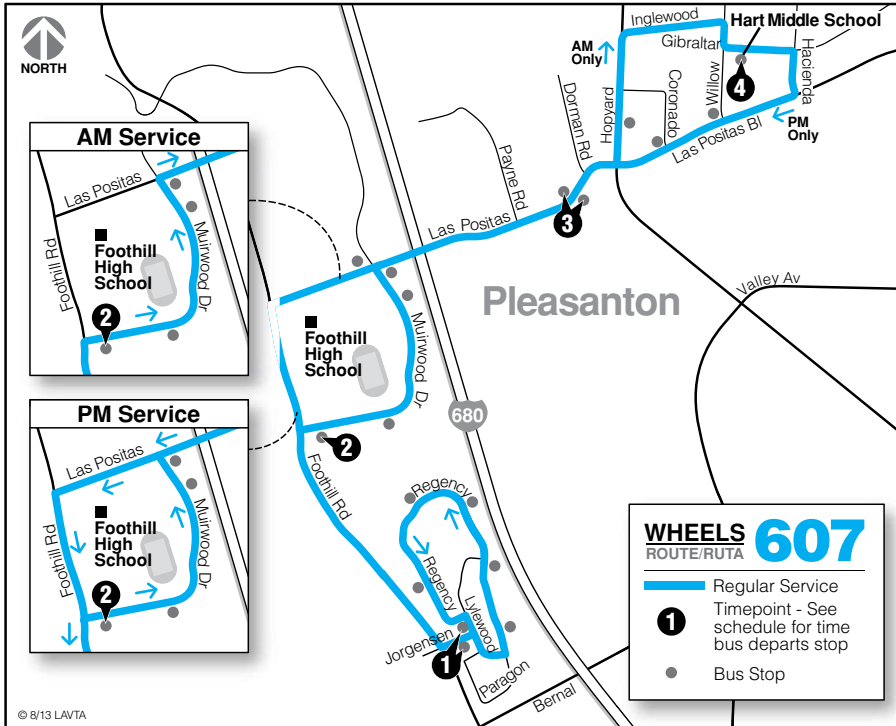 NORTH
AM Service
Las Positas
Foothill Rd
Foothill
High
School
Muirwood Dr
2
PM Service
Las Positas
Foothill Rd
Foothill
High
School
Muirwood Dr
2
Inglewood
Hart Middle School
AM
Only
Gibraltar
Hacienda
Willow
4
Coronado
Hopyard
Dorman Rd
Las Positas Bl
PM
Only
Payne Rd
3
Las Positas
Pleasanton
Valley Av
Foothill
High
School
Muirwood Dr
680
2
Foothill Rd
Regency
Regency
Lylewood
Jorgensen
1
Paragon
Bernal
WHEELS
ROUTE/RUTA
607
Regular Service
1
Timepoint - See
schedule for time
bus departs stop
Bus Stop
© 8/13 LAVTA